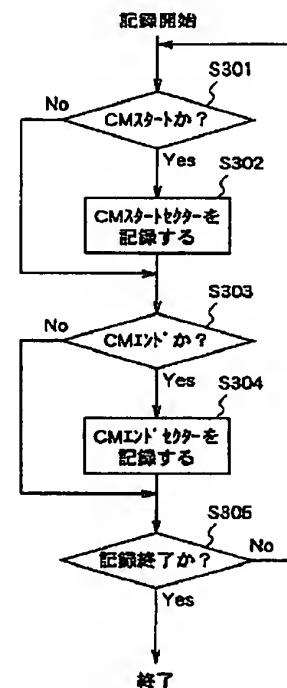 記録開始
S301
No
CMｽﾀｰﾄか？
Yes
S302
CMｽﾀｰﾄｾｸﾀｰを
記録する
S303
No
CMｴﾝﾄﾞか？
Yes
S304
CMｴﾝﾄﾞｾｸﾀｰを
記録する
S305
記録終了か？
No
Yes
終了